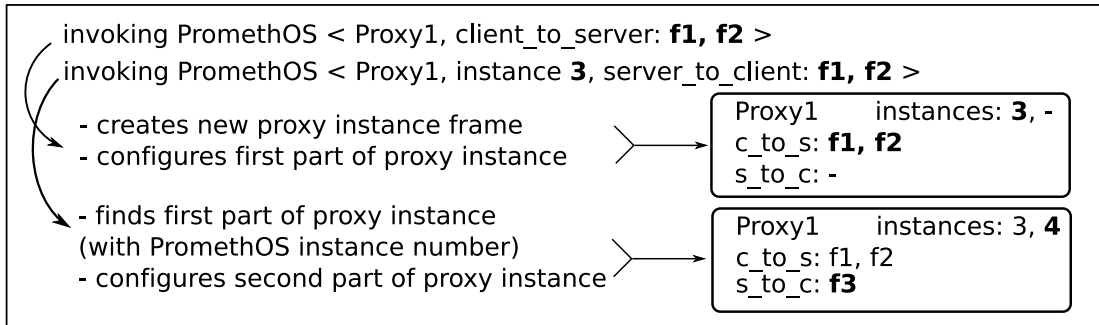 invoking PromethOS < Proxy1, client_to_server: f1, f2 >
invoking PromethOS < Proxy1, instance 3, server_to_client: f1, f2 >
- creates new proxy instance frame
- configures first part of proxy instance
Proxy1 instances: 3, -
c_to_s: f1, f2
s_to_c: -
- finds first part of proxy instance
(with PromethOS instance number)
- configures second part of proxy instance
Proxy1 instances: 3, 4
c_to_s: f1, f2
s_to_c: f3